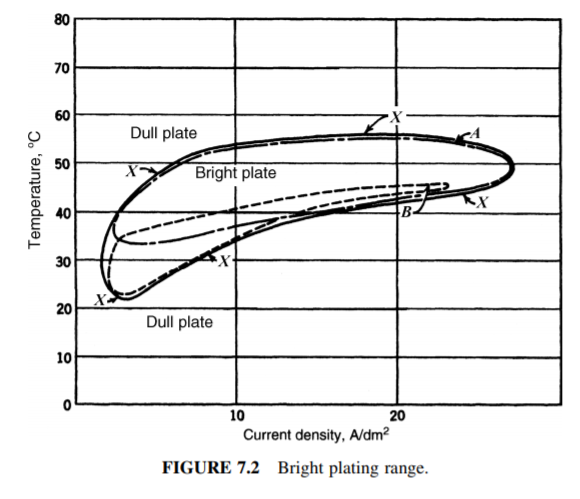 80
70
60
50
40
30
20
10
0
Temperature, °C
Dull plate
X
A
X
Bright plate
B
X
X
X
Dull plate
10
20
Current density, A/dm²
FIGURE 7.2 Bright plating range.